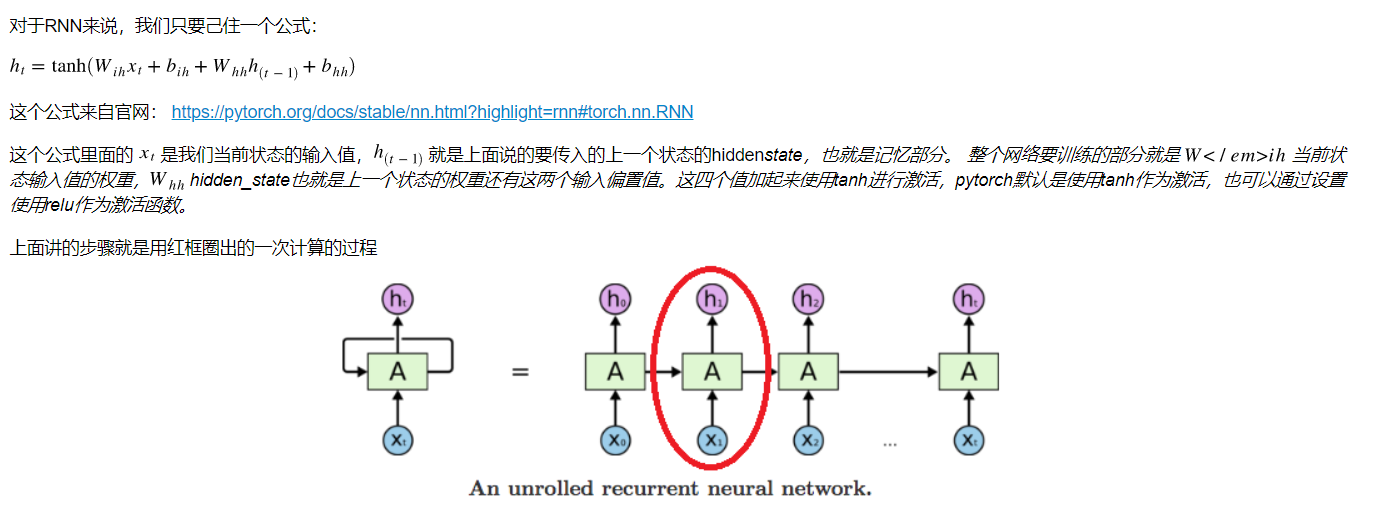 对于RNN来说，我们只要己住一个公式：
h_t = tanh(W_{ih}x_t + b_{ih} + W_{hh}h_{(t − 1)} + b_{hh})
这个公式来自官网： https://pytorch.org/docs/stable/nn.html?highlight=rnn#torch.nn.RNN
这个公式里面的 x_t 是我们当前状态的输入值，h_{(t − 1)} 就是上面说的要传入的上一个状态的hiddenstate，也就是记忆部分。 整个网络要训练的部分就是 W</em>ih 当前状
态输入值的权重，W_{hh} hidden_state也就是上一个状态的权重还有这两个输入偏置值。这四个值加起来使用tanh进行激活，pytorch默认是使用tanh作为激活，也可以通过设置
使用relu作为激活函数。
上面讲的步骤就是用红框圈出的一次计算的过程
h_t h_0 h_1 h_2 h_t
A = A A A A
x_t x_0 x_1 x_2 ... x_t
An unrolled recurrent neural network.